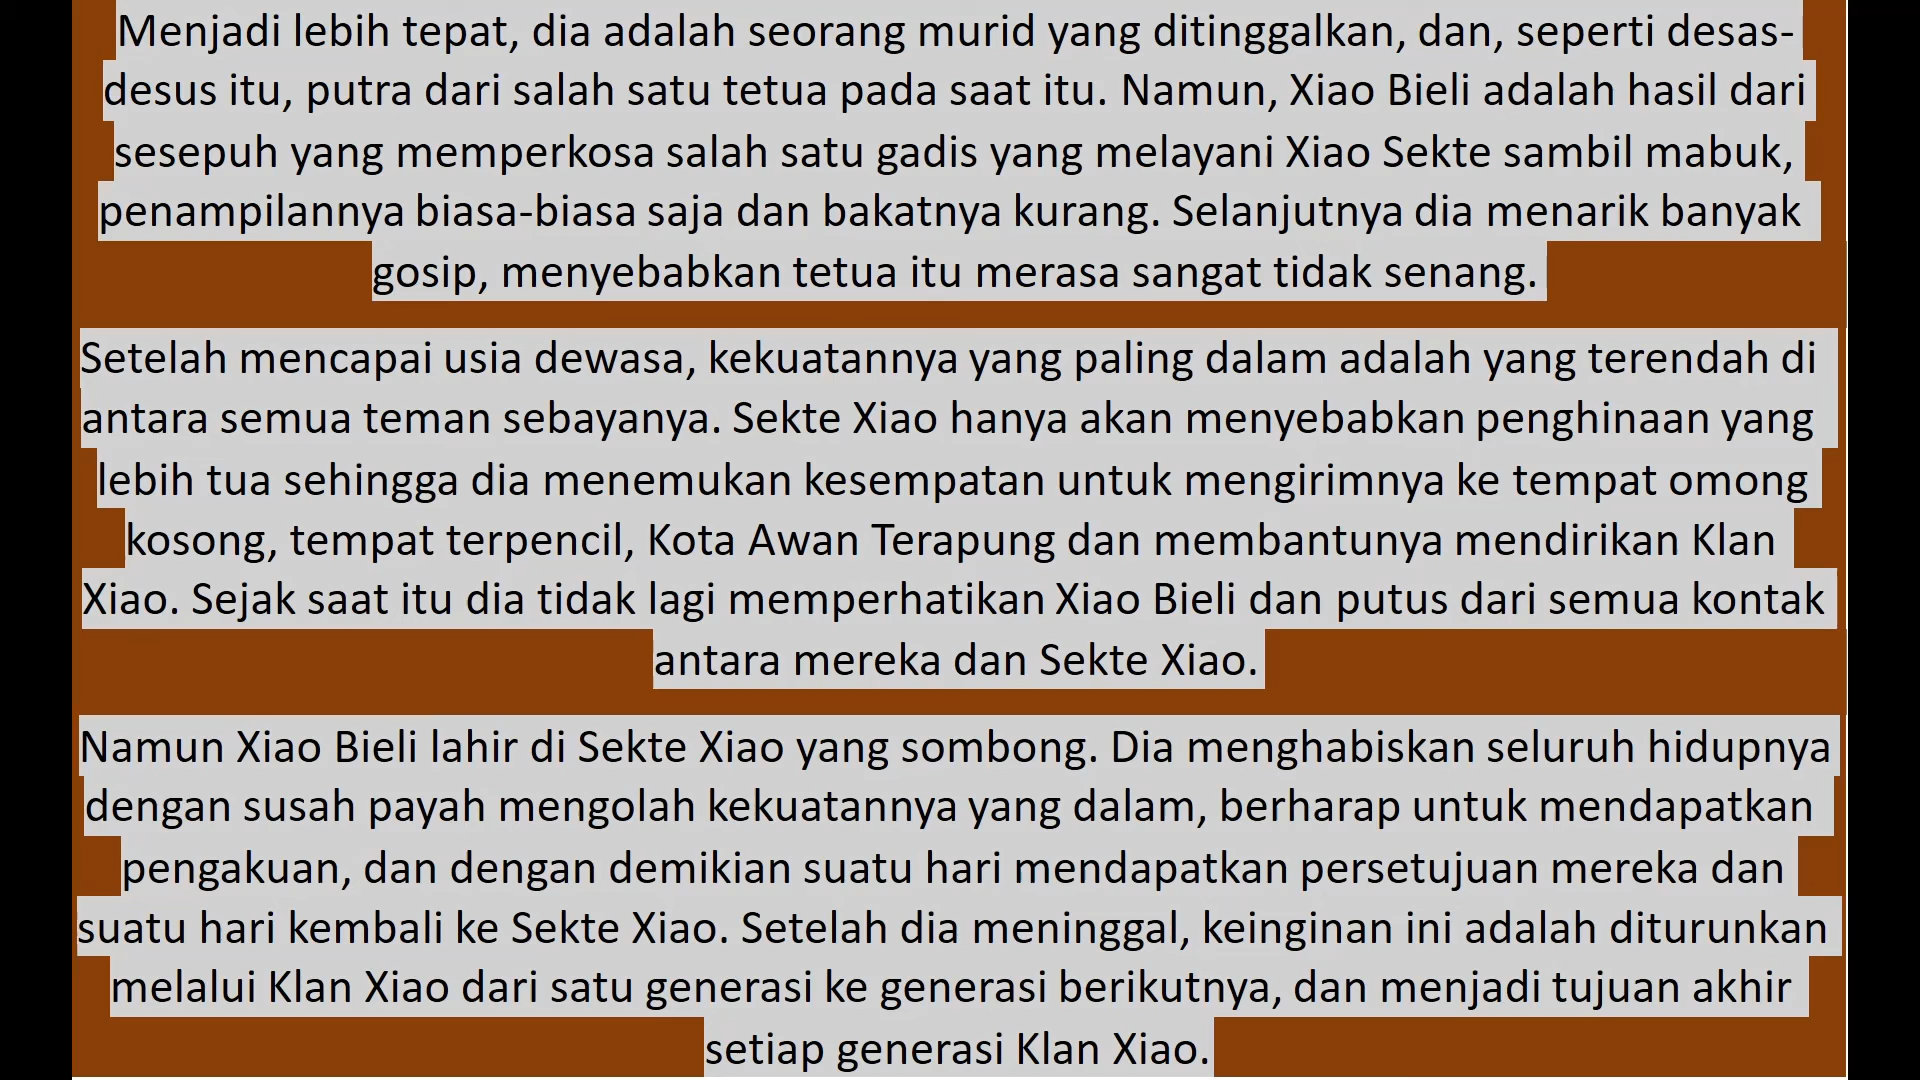 Menjadi lebih tepat, dia adalah seorang murid yang ditinggalkan, dan, seperti desas-
desus itu, putra dari salah satu tetua pada saat itu. Namun, Xiao Bieli adalah hasil dari
sesepuh yang memperkosa salah satu gadis yang melayani Xiao Sekte sambil mabuk,
penampilannya biasa-biasa saja dan bakatnya kurang. Selanjutnya dia menarik banyak
gosip, menyebabkan tetua itu merasa sangat tidak senang.
Setelah mencapai usia dewasa, kekuatannya yang paling dalam adalah yang terendah di
antara semua teman sebayanya. Sekte Xiao hanya akan menyebabkan penghinaan yang
lebih tua sehingga dia menemukan kesempatan untuk mengirimnya ke tempat omong
kosong, tempat terpencil, Kota Awan Terapung dan membantunya mendirikan Klan
Xiao. Sejak saat itu dia tidak lagi memperhatikan Xiao Bieli dan putus dari semua kontak
antara mereka dan Sekte Xiao.
Namun Xiao Bieli lahir di Sekte Xiao yang sombong. Dia menghabiskan seluruh hidupnya
dengan susah payah mengolah kekuatannya yang dalam, berharap untuk mendapatkan
pengakuan, dan dengan demikian suatu hari mendapatkan persetujuan mereka dan
suatu hari kembali ke Sekte Xiao. Setelah dia meninggal, keinginan ini adalah diturunkan
melalui Klan Xiao dari satu generasi ke generasi berikutnya, dan menjadi tujuan akhir
setiap generasi Klan Xiao.